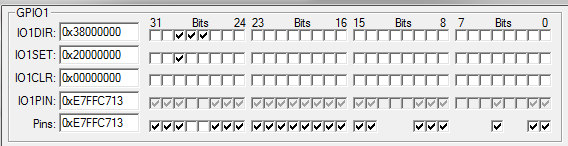 GPIO1
31 Bits 24 23 Bits 16 15 Bits 8 7 Bits 0
IO1DIR: 0x38000000
IO1SET: 0x20000000
IO1CLR: 0x00000000
IO1PIN: 0xE7FFC713
Pins: 0xE7FFC713